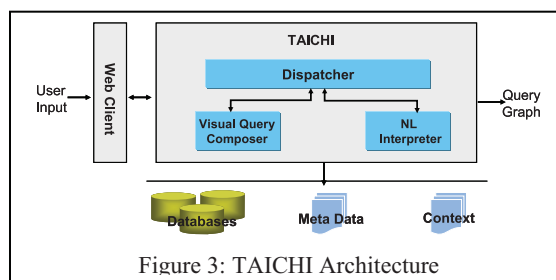 TAICHI
Dispatcher
User
Input
Web Client
Visual Query
Composer
NL
Interpreter
Query
Graph
Databases
Meta Data
Context
Figure 3: TAICHI Architecture